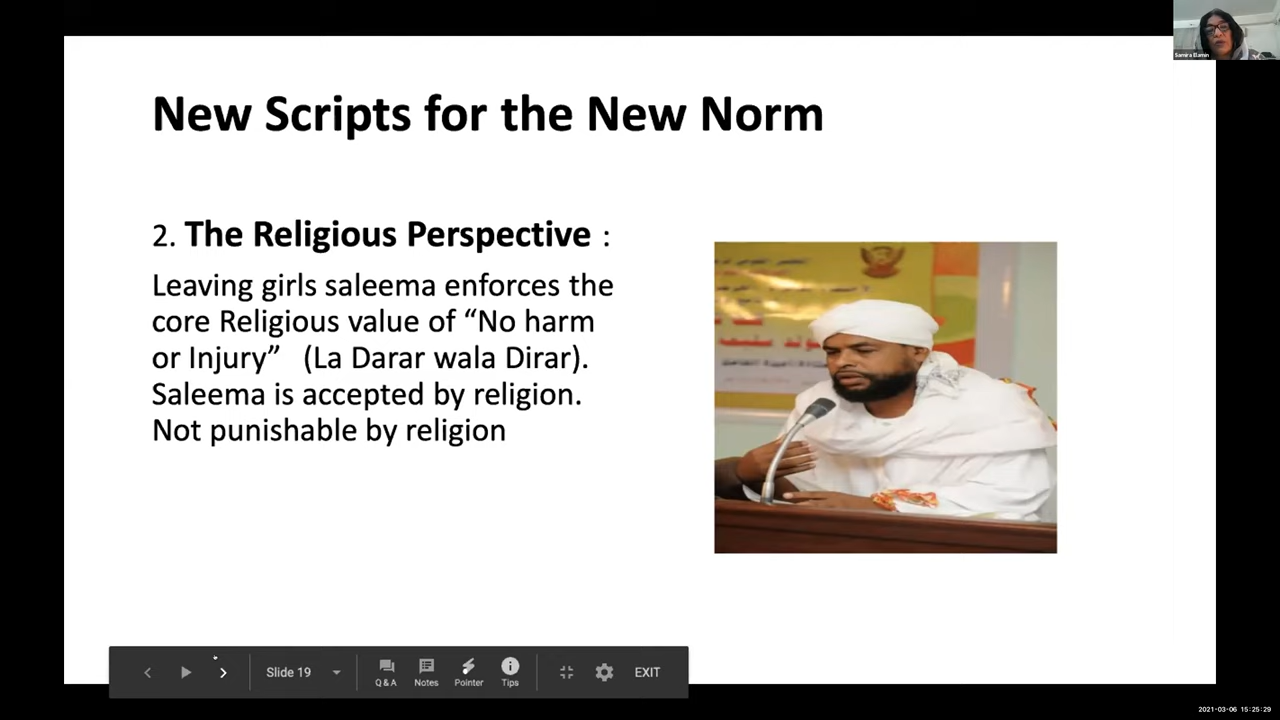 Samira Elamin
New Scripts for the New Norm
2. The Religious Perspective :
Leaving girls saleema enforces the
core Religious value of “No harm
or Injury” (La Darar wala Dirar).
Saleema is accepted by religion.
Not punishable by religion
Slide 19
Q & A
Notes
Pointer
Tips
EXIT
2021-03-06 15:25:29